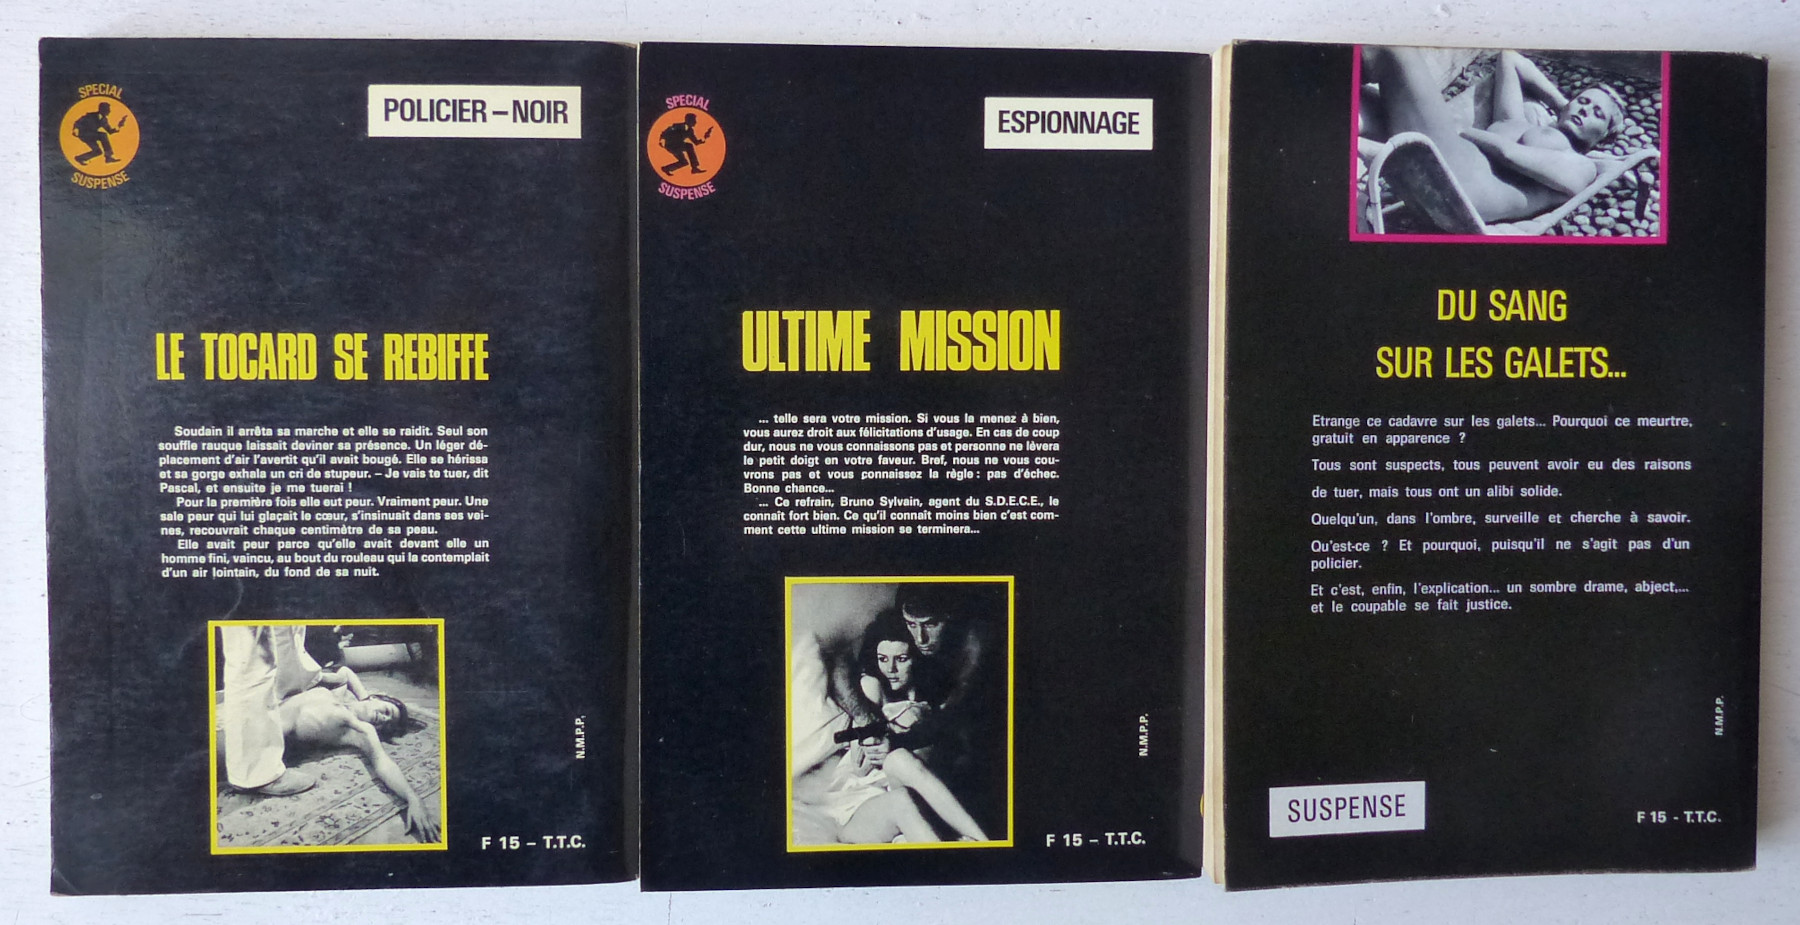 SPECIAL
SUSPENSE
POLICIER – NOIR
LE TOCARD SE REBIFFE
Soudain il arrêta sa marche et elle se raidit. Seul son
souffle rauque laissait deviner sa présence. Un léger dé-
placement d'air l'avertit qu'il avait bougé. Elle se hérissa
et sa gorge exhala un cri de stupeur. – Je vais te tuer, dit
Pascal, et ensuite je me tuerai !
Pour la première fois elle eut peur. Vraiment peur. Une
sale peur qui lui glaçait le cœur, s'insinuait dans ses vei-
nes, recouvrait chaque centimètre de sa peau.
Elle avait peur parce qu'elle avait devant elle un
homme fini, vaincu, au bout du rouleau qui la contemplait
d'un air lointain, du fond de sa nuit.
N.M.P.P.
F 15 – T.T.C.
SPECIAL
SUSPENSE
ESPIONNAGE
ULTIME MISSION
... telle sera votre mission. Si vous la menez à bien,
vous aurez droit aux félicitations d'usage. En cas de coup
dur, nous ne vous connaissons pas et personne ne lèvera
le petit doigt en votre faveur. Bref, nous ne vous cou-
vrons pas et vous connaissez la règle : pas d'échec.
Bonne chance...
... Ce refrain, Bruno Sylvain, agent du S.D.E.C.E., le
connaît fort bien. Ce qu'il connaît moins bien c'est com-
ment cette ultime mission se terminera...
N.M.P.P.
F 15 – T.T.C.
DU SANG
SUR LES GALETS...
Etrange ce cadavre sur les galets... Pourquoi ce meurtre,
gratuit en apparence ?
Tous sont suspects, tous peuvent avoir eu des raisons
de tuer, mais tous ont un alibi solide.
Quelqu'un, dans l'ombre, surveille et cherche à savoir.
Qu'est-ce ? Et pourquoi, puisqu'il ne s'agit pas d'un
policier.
Et c'est, enfin, l'explication... un sombre drame, abject,...
et le coupable se fait justice.
N.M.P.P.
SUSPENSE
F 15 - T.T.C.